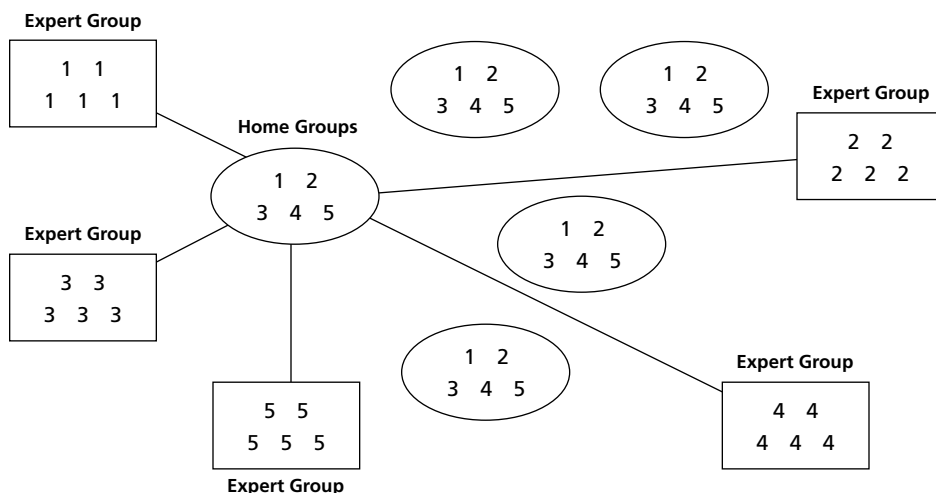 Expert Group
1 1
1 1 1
Home Groups
1 2
3 4 5
1 2
3 4 5
1 2
3 4 5
Expert Group
2 2
2 2 2
Expert Group
3 3
3 3 3
1 2
3 4 5
1 2
3 4 5
Expert Group
4 4
4 4 4
5 5
5 5 5
Expert Group